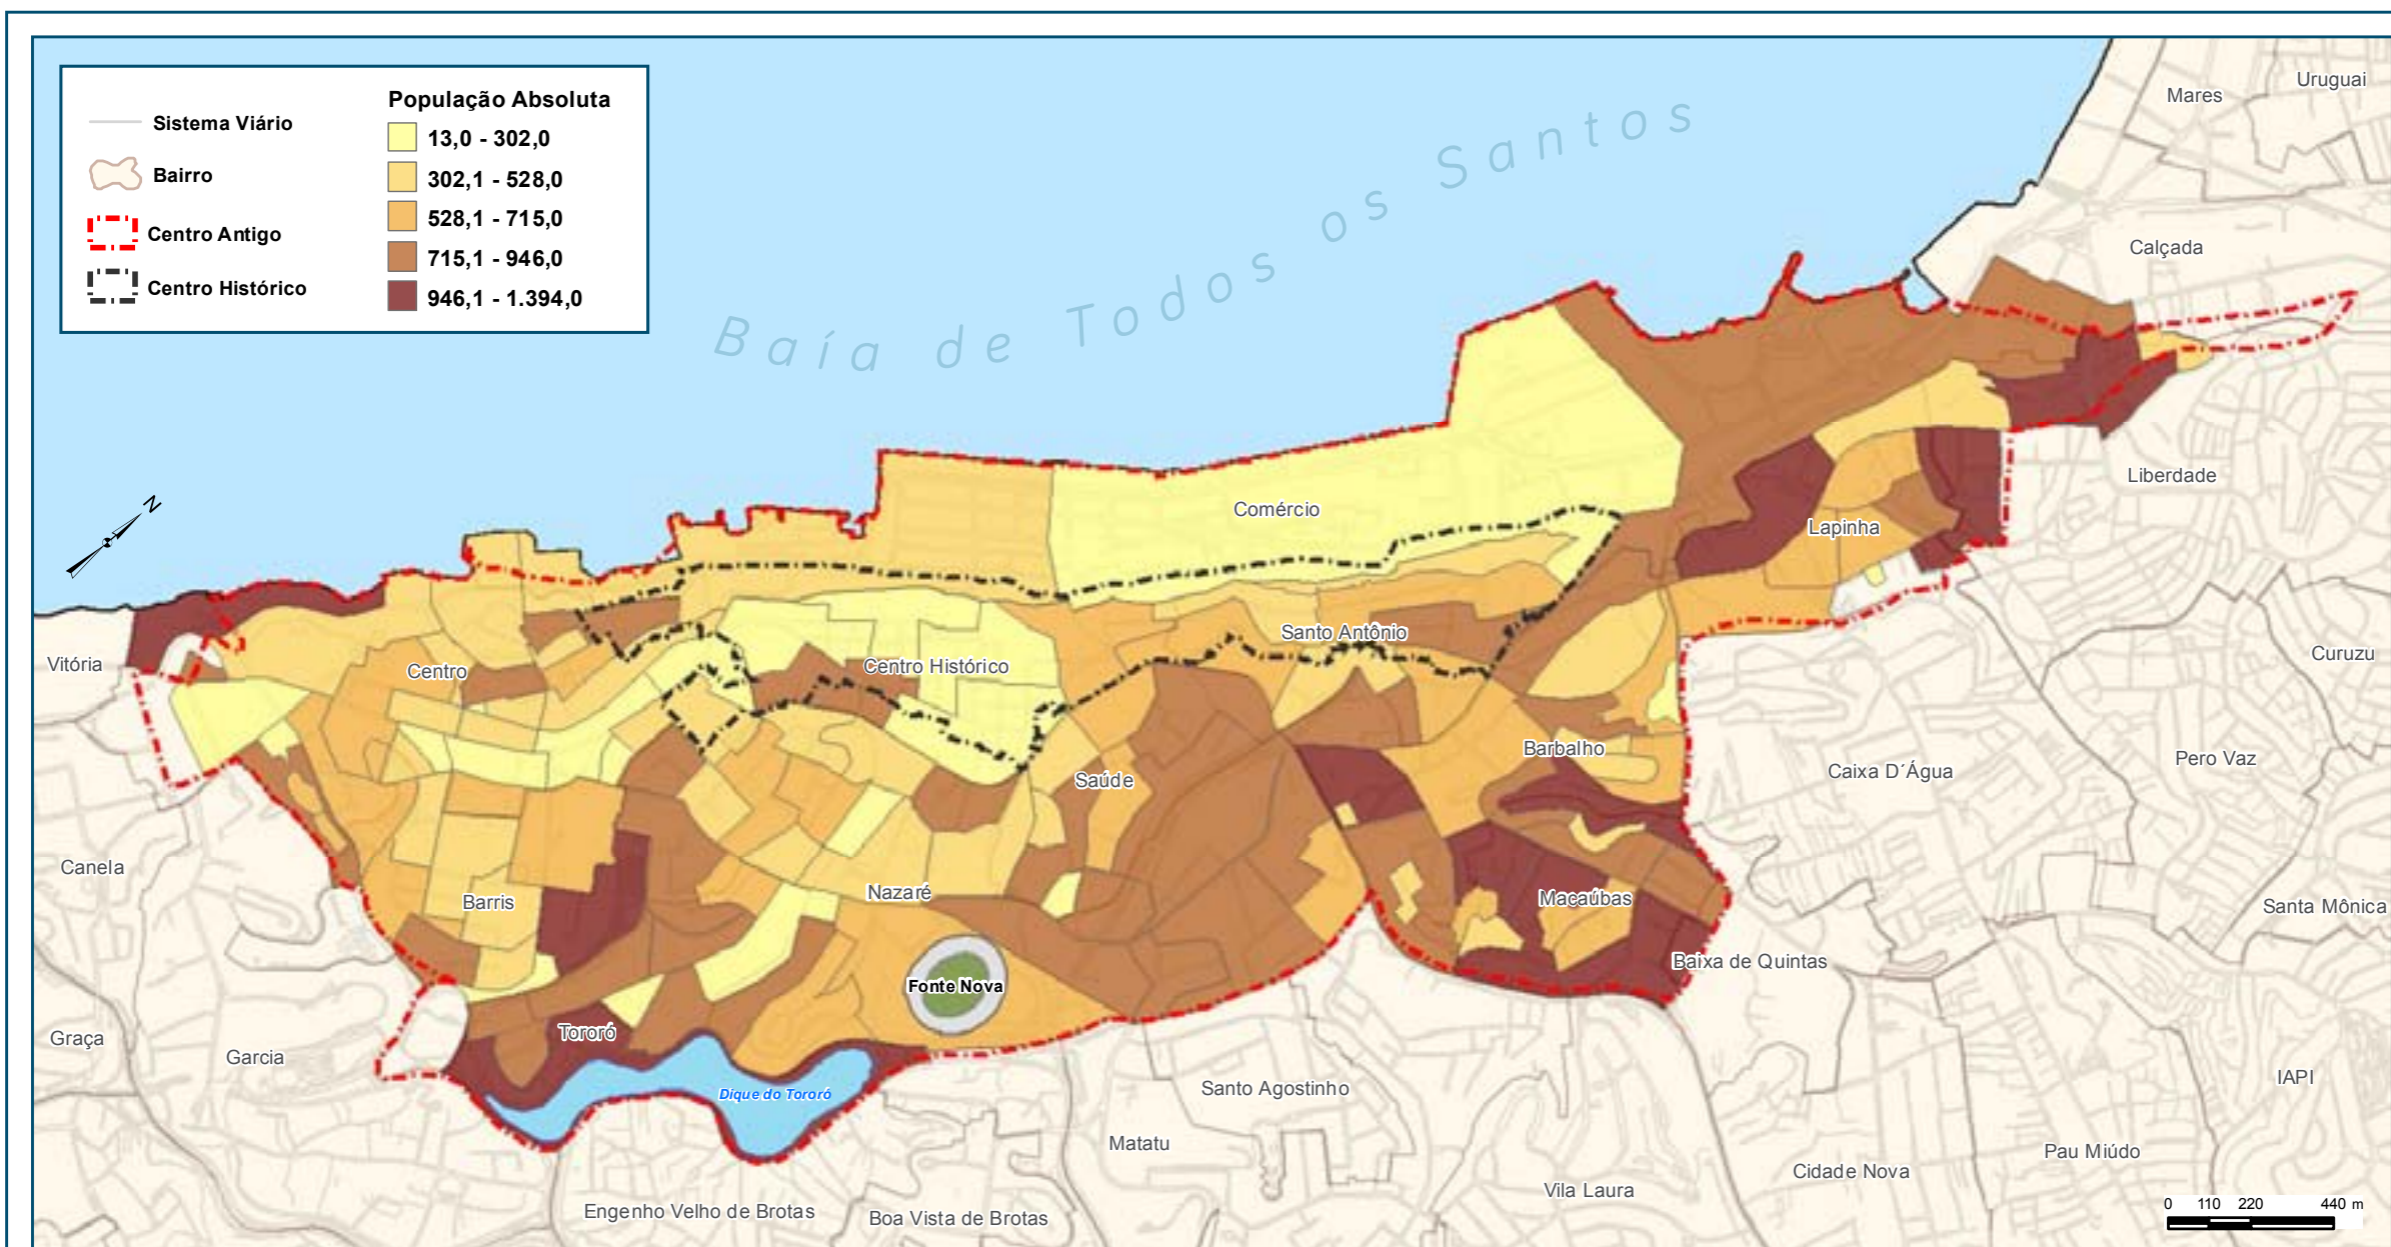 Sistema Viário
Bairro
Centro Antigo
Centro Histórico
População Absoluta
13,0 - 302,0
302,1 - 528,0
528,1 - 715,0
715,1 - 946,0
946,1 - 1.394,0
Baía de Todos os Santos
N
Uruguai
Mares
Calçada
Liberdade
Comércio
Lapinha
Santo Antônio
Centro Histórico
Centro
Vitória
Curuzu
Barbalho
Saúde
Caixa D´Água
Pero Vaz
Canela
Nazaré
Barris
Macaúbas
Santa Mônica
Baixa de Quintas
Fonte Nova
Tororó
Graça
Garcia
Dique do Tororó
Santo Agostinho
IAPI
Matatu
Pau Miúdo
Cidade Nova
Vila Laura
Engenho Velho de Brotas
Boa Vista de Brotas
0 110 220 440 m